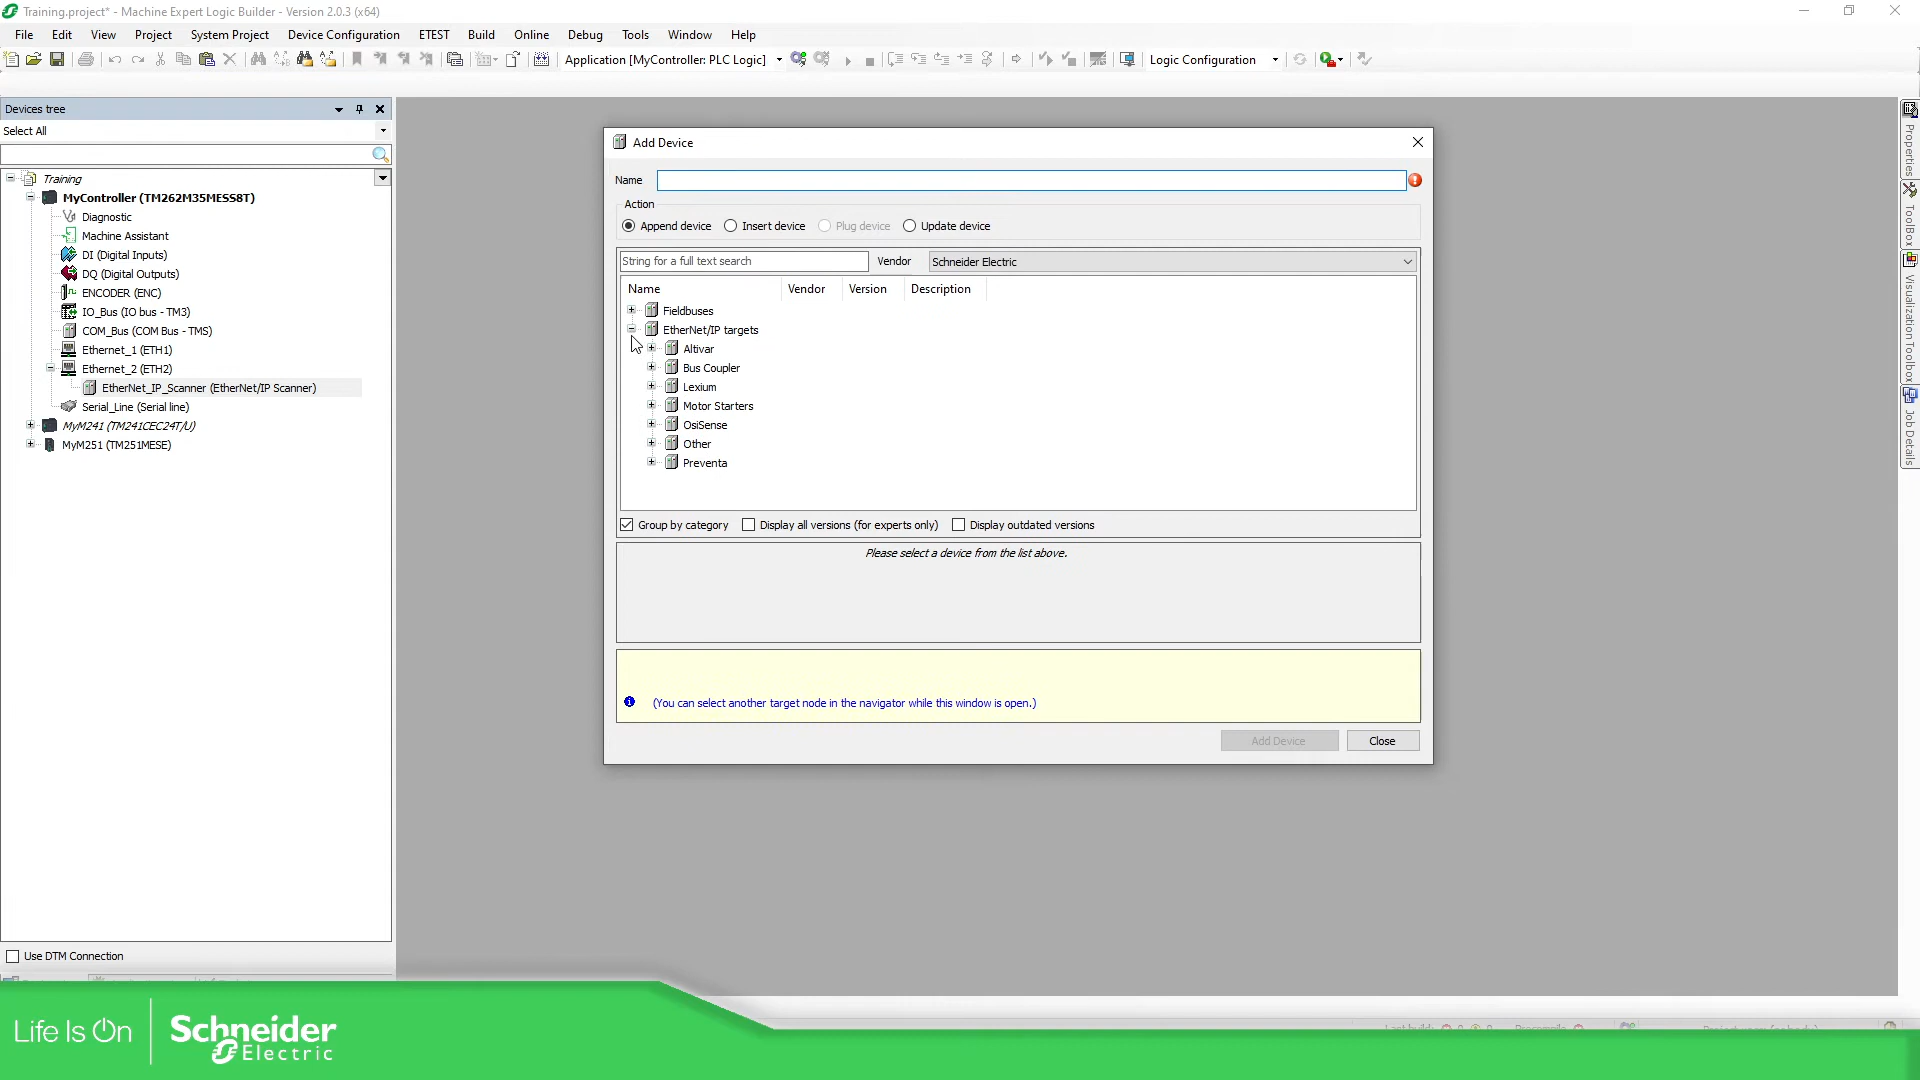 Training.project* - Machine Expert Logic Builder - Version 2.0.3 (x64)
File Edit View Project System Project Device Configuration ETEST Build Online Debug Tools Window Help
Application [MyController: PLC Logic] Logic Configuration
Devices tree
Select All
Training
MyController (TM262M35MESS8T)
Diagnostic
Machine Assistant
DI (Digital Inputs)
DQ (Digital Outputs)
ENCODER (ENC)
IO_Bus (IO bus - TM3)
COM_Bus (COM Bus - TMS)
Ethernet_1 (ETH1)
Ethernet_2 (ETH2)
EtherNet_IP_Scanner (EtherNet/IP Scanner)
Serial_Line (Serial line)
MyM241 (TM241CEC24T/U)
MyM251 (TM251MESE)
Use DTM Connection
Add Device
Name
Action
Append device Insert device Plug device Update device
String for a full text search Vendor Schneider Electric
Name Vendor Version Description
Fieldbuses
EtherNet/IP targets
Altivar
Bus Coupler
Lexium
Motor Starters
OsiSense
Other
Preventa
Group by category Display all versions (for experts only) Display outdated versions
Please select a device from the list above.
(You can select another target node in the navigator while this window is open.)
Add Device Close
Properties
ToolBox
Visualization Toolbox
Job Details
Life Is On
Schneider
Electric